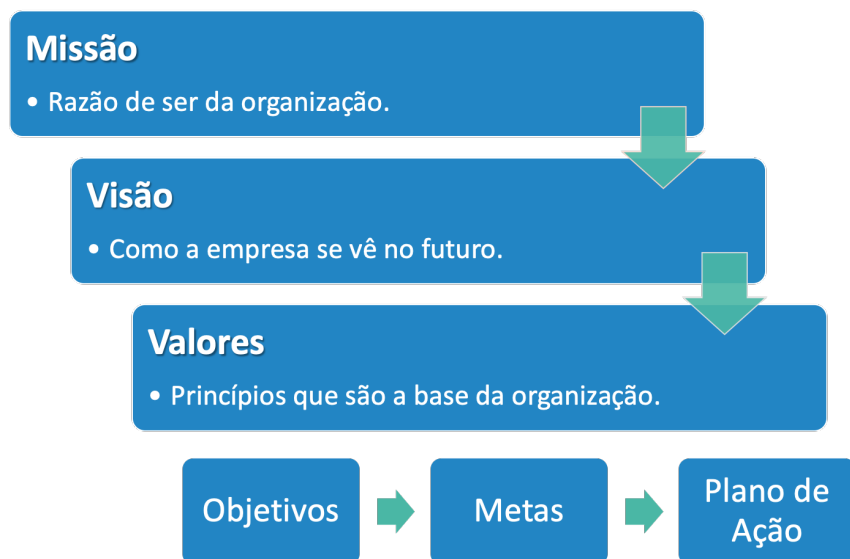 Missão
• Razão de ser da organização.
Visão
• Como a empresa se vê no futuro.
Valores
• Princípios que são a base da organização.
Objetivos
Metas
Plano de
Ação